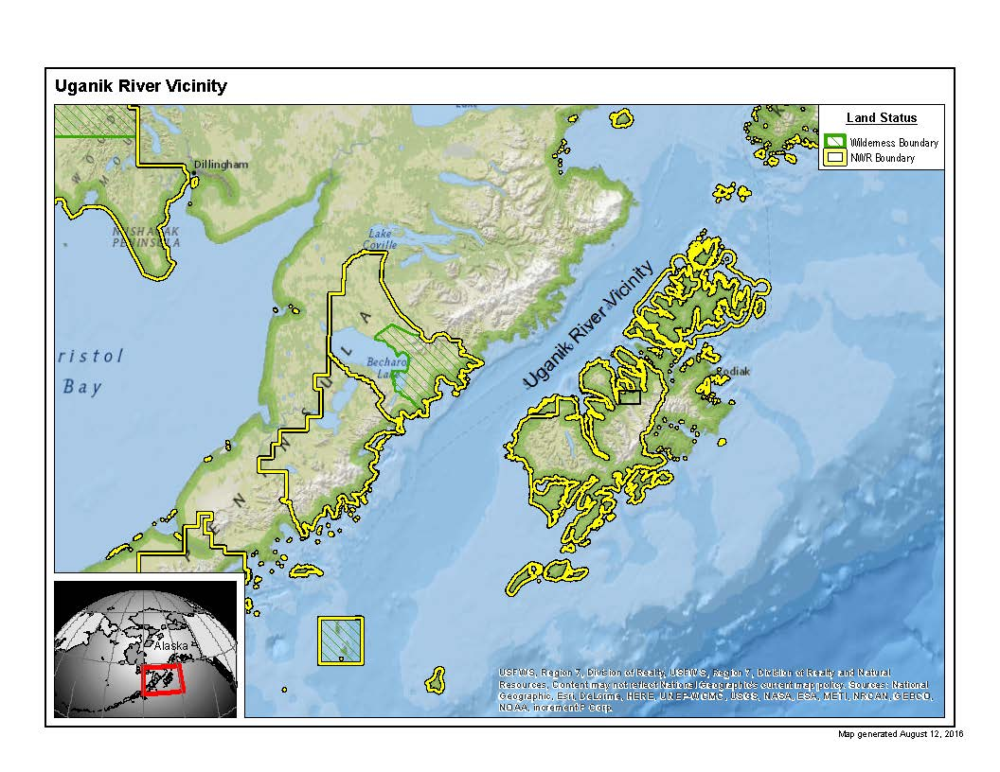 Uganik River Vicinity
Land Status
Wilderness Boundary
NWR Boundary
Dillingham
NUSHAGAK
PENINSULA
Lake
Coville
Uganik River Vicinity
ristol
Bay
Becharof
Lake
Kodiak
P E N I N S U L A
Alaska
USFWS, Region 7, Division of Realty, USFWS, Region 7, Division of Realty and Natural
Resources, Content may not reflect National Geographic's current map policy. Sources: National
Geographic, Esri, DeLorme, HERE, UNEP-WCMC, USGS, NASA, ESA, METI, NRCAN, GEBCO,
NOAA, increment P Corp.
Map generated August 12, 2016